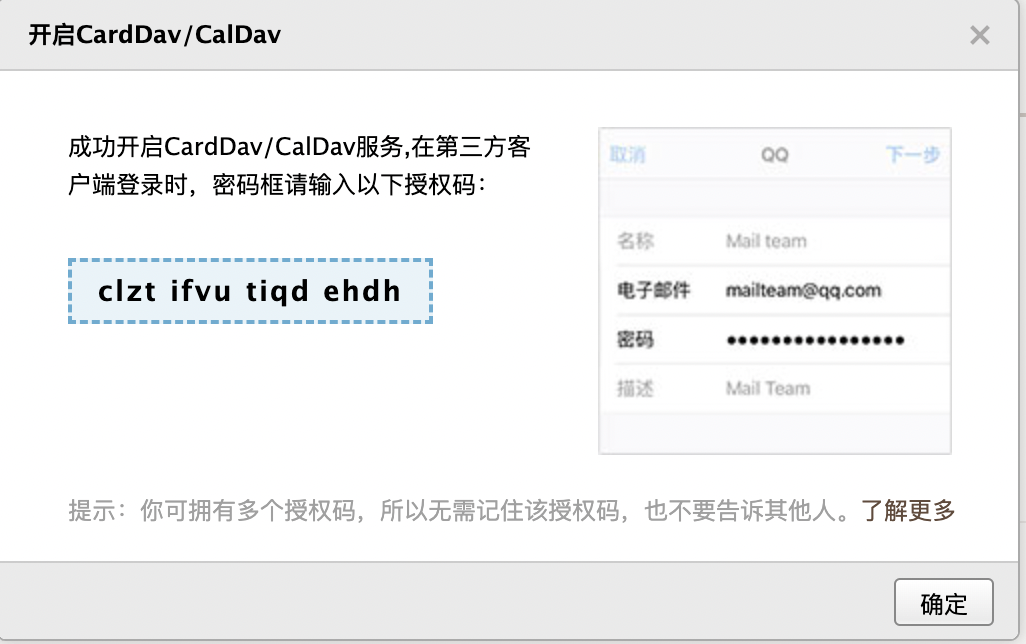 开启CardDav/CalDav
×
成功开启CardDav/CalDav服务,在第三方客
户端登录时，密码框请输入以下授权码：
clzt ifvu tiqd ehdh
取消 QQ 下一步
名称 Mail team
电子邮件 mailteam@qq.com
密码 ●●●●●●●●●●●●●●●●
描述 Mail Team
提示：你可拥有多个授权码，所以无需记住该授权码，也不要告诉其他人。了解更多
确定